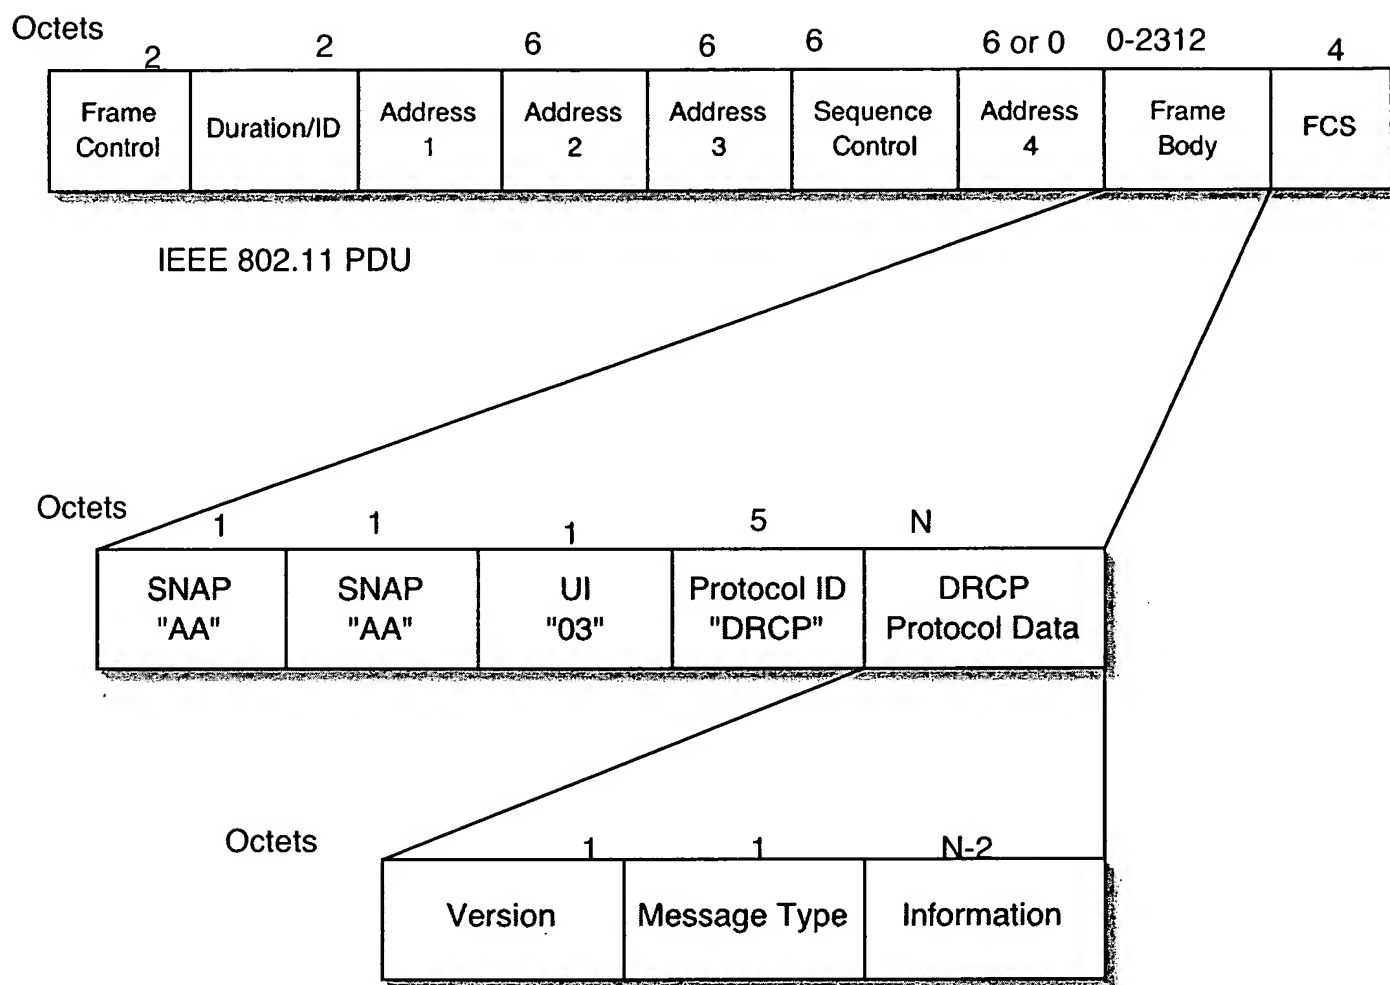 Octets 2 2 6 6 6 6 or 0 0-2312 4
Frame Control
Duration/ID
Address 1
Address 2
Address 3
Sequence Control
Address 4
Frame Body
FCS
IEEE 802.11 PDU
Octets 1 1 1 5 N
SNAP "AA"
SNAP "AA"
UI "03"
Protocol ID "DRCP"
DRCP Protocol Data
Octets 1 1 N-2
Version
Message Type
Information